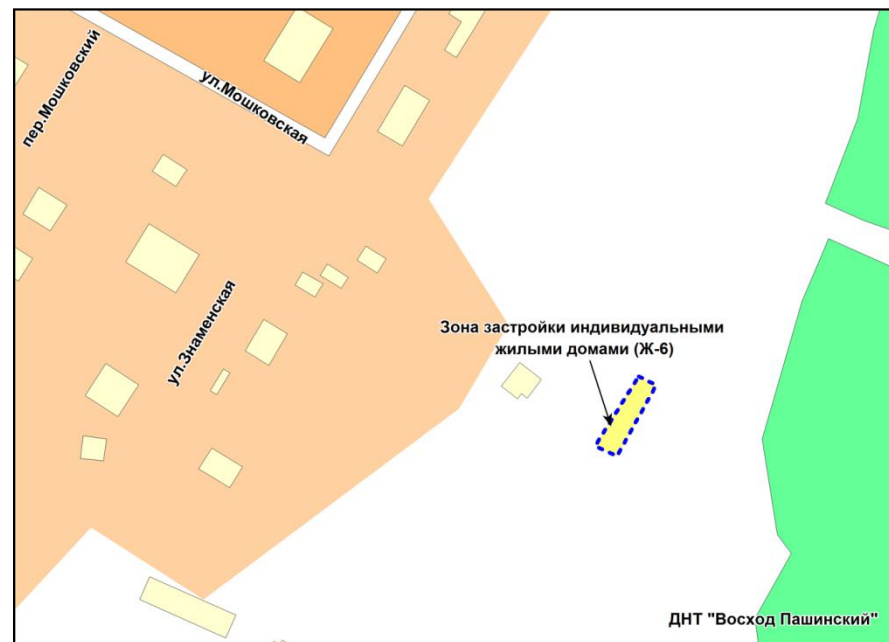 пер.Мошковский
ул.Мошковская
ул.Знаменская
Зона застройки индивидуальными
жилыми домами (Ж-6)
ДНТ "Восход Пашинский"